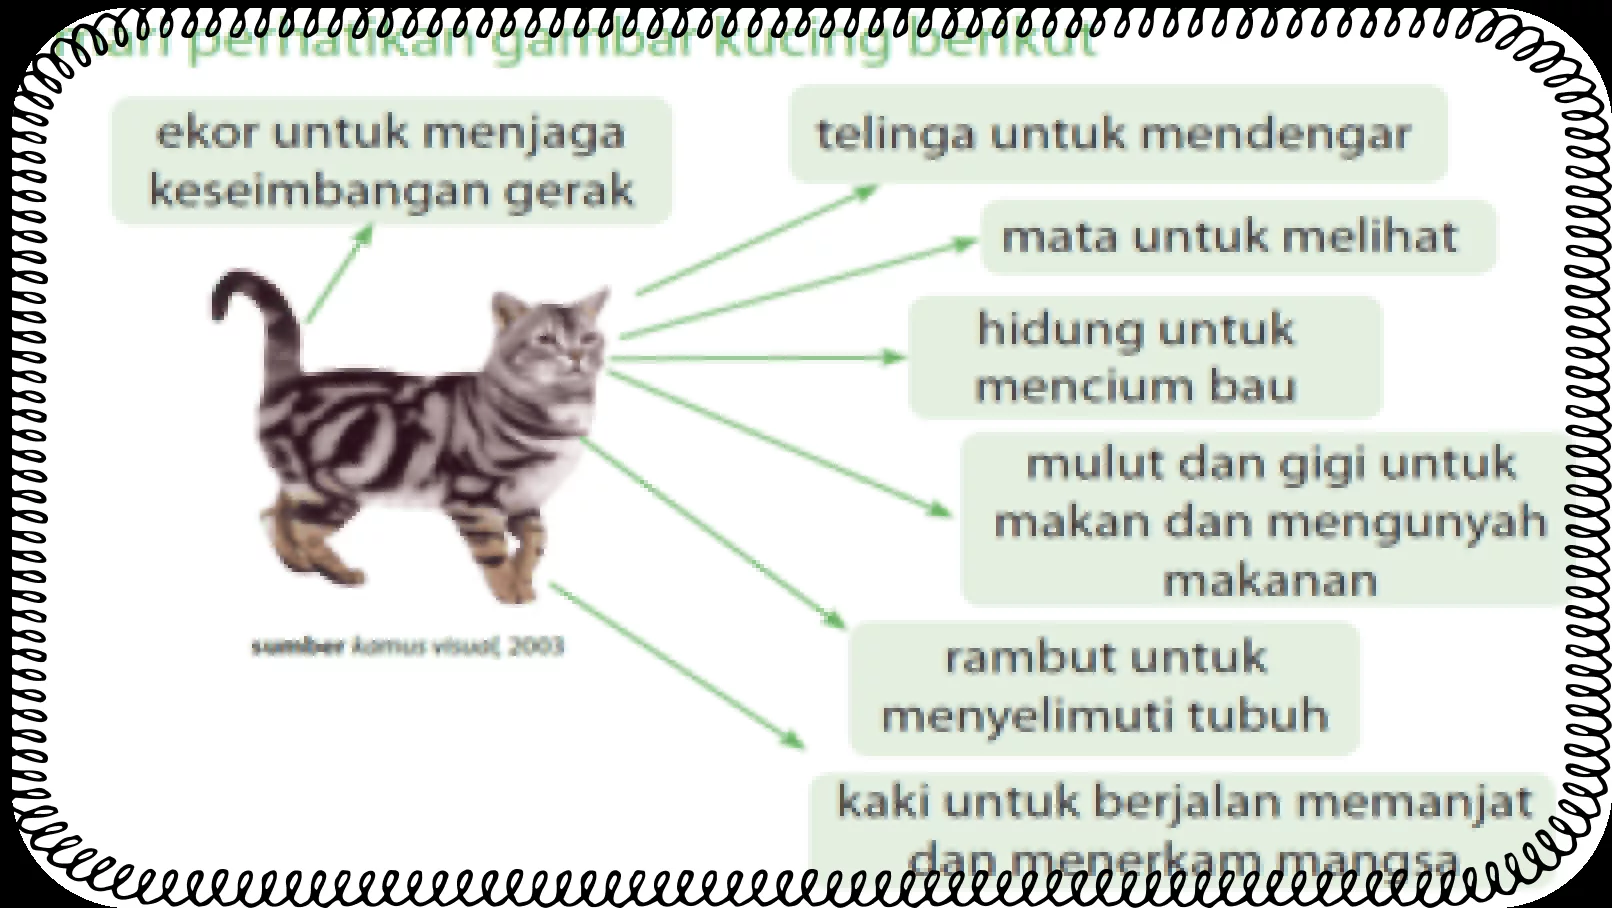 perhatikan gambar kucing berikut
ekor untuk menjaga
keseimbangan gerak
telinga untuk mendengar
mata untuk melihat
hidung untuk
mencium bau
mulut dan gigi untuk
makan dan mengunyah
makanan
rambut untuk
menyelimuti tubuh
kaki untuk berjalan memanjat
dan menerkam mangsa
sumber kamus visual, 2003